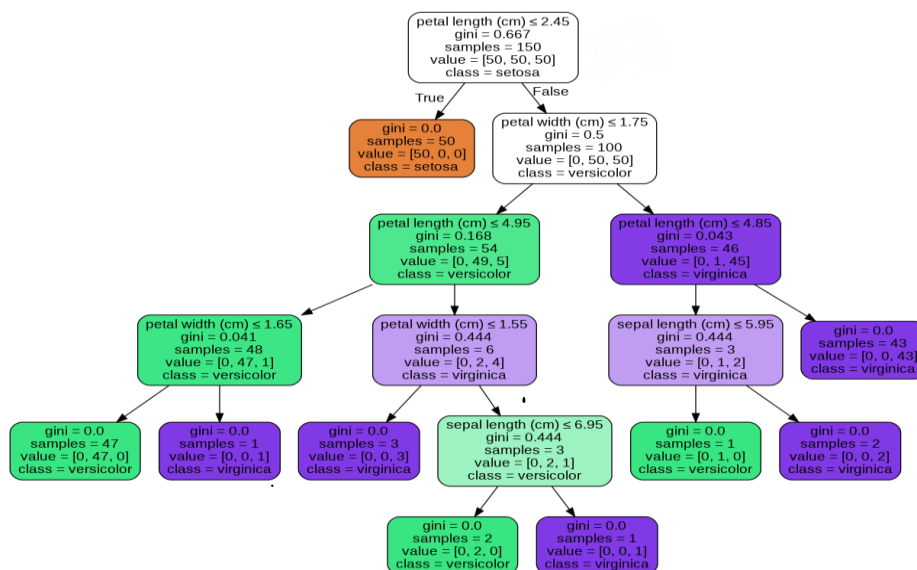 petal length (cm) ≤ 2.45
gini = 0.667
samples = 150
value = [50, 50, 50]
class = setosa
True
False
gini = 0.0
samples = 50
value = [50, 0, 0]
class = setosa
petal width (cm) ≤ 1.75
gini = 0.5
samples = 100
value = [0, 50, 50]
class = versicolor
petal length (cm) ≤ 4.95
gini = 0.168
samples = 54
value = [0, 49, 5]
class = versicolor
petal length (cm) ≤ 4.85
gini = 0.043
samples = 46
value = [0, 1, 45]
class = virginica
petal width (cm) ≤ 1.65
gini = 0.041
samples = 48
value = [0, 47, 1]
class = versicolor
petal width (cm) ≤ 1.55
gini = 0.444
samples = 6
value = [0, 2, 4]
class = virginica
sepal length (cm) ≤ 5.95
gini = 0.444
samples = 3
value = [0, 1, 2]
class = virginica
gini = 0.0
samples = 43
value = [0, 0, 43]
class = virginica
gini = 0.0
samples = 47
value = [0, 47, 0]
class = versicolor
gini = 0.0
samples = 1
value = [0, 0, 1]
class = virginica
gini = 0.0
samples = 3
value = [0, 0, 3]
class = virginica
sepal length (cm) ≤ 6.95
gini = 0.444
samples = 3
value = [0, 2, 1]
class = versicolor
gini = 0.0
samples = 1
value = [0, 1, 0]
class = versicolor
gini = 0.0
samples = 2
value = [0, 0, 2]
class = virginica
gini = 0.0
samples = 2
value = [0, 2, 0]
class = versicolor
gini = 0.0
samples = 1
value = [0, 0, 1]
class = virginica